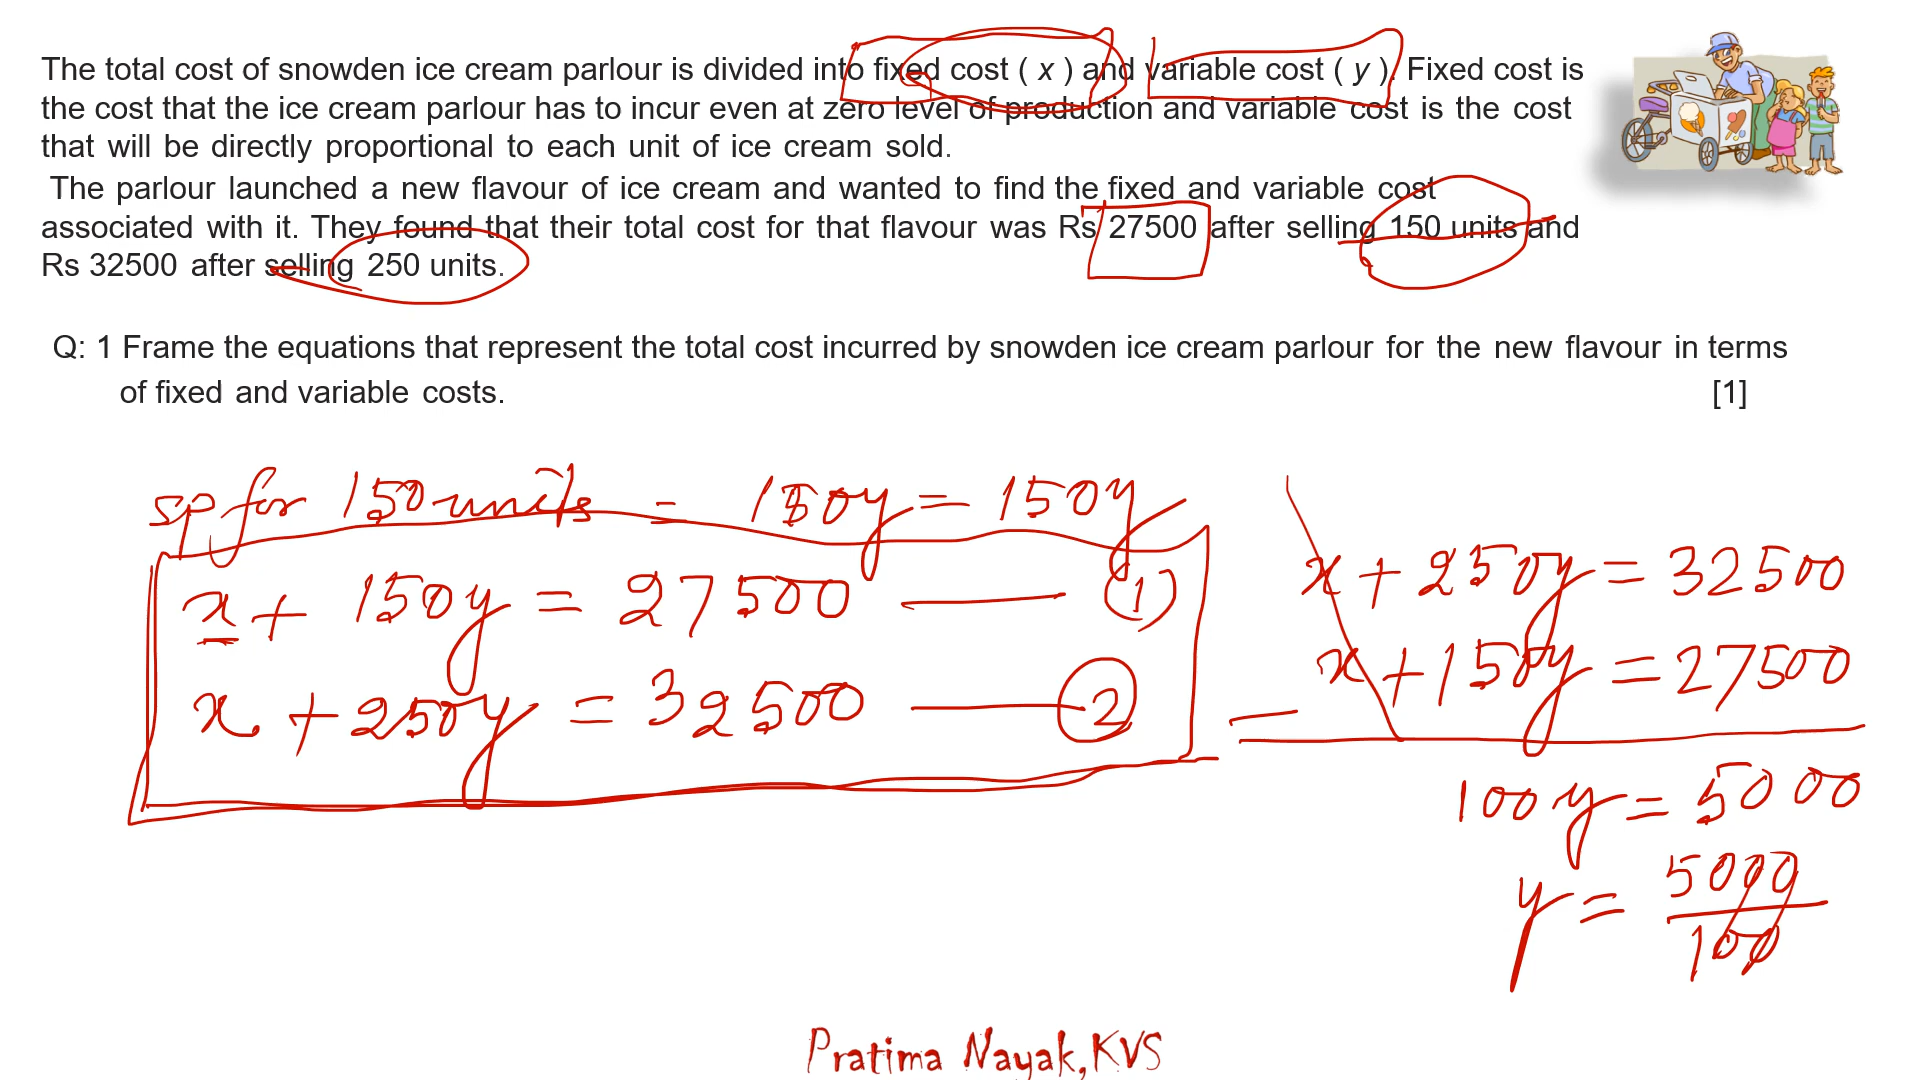 The total cost of snowden ice cream parlour is divided into fixed cost ( x ) and variable cost ( y ). Fixed cost is
the cost that the ice cream parlour has to incur even at zero level of production and variable cost is the cost
that will be directly proportional to each unit of ice cream sold.
The parlour launched a new flavour of ice cream and wanted to find the fixed and variable cost
associated with it. They found that their total cost for that flavour was Rs 27500 after selling 150 units and
Rs 32500 after selling 250 units.
Q: 1 Frame the equations that represent the total cost incurred by snowden ice cream parlour for the new flavour in terms
of fixed and variable costs. [1]
sp for 150 units = 150y = 150y
x + 150y = 27500 — 1
x + 250y = 32500 — 2
x + 250y = 32500
x + 150y = 27500
100y = 5000
y = 5000
100
Pratima Nayak,KVS